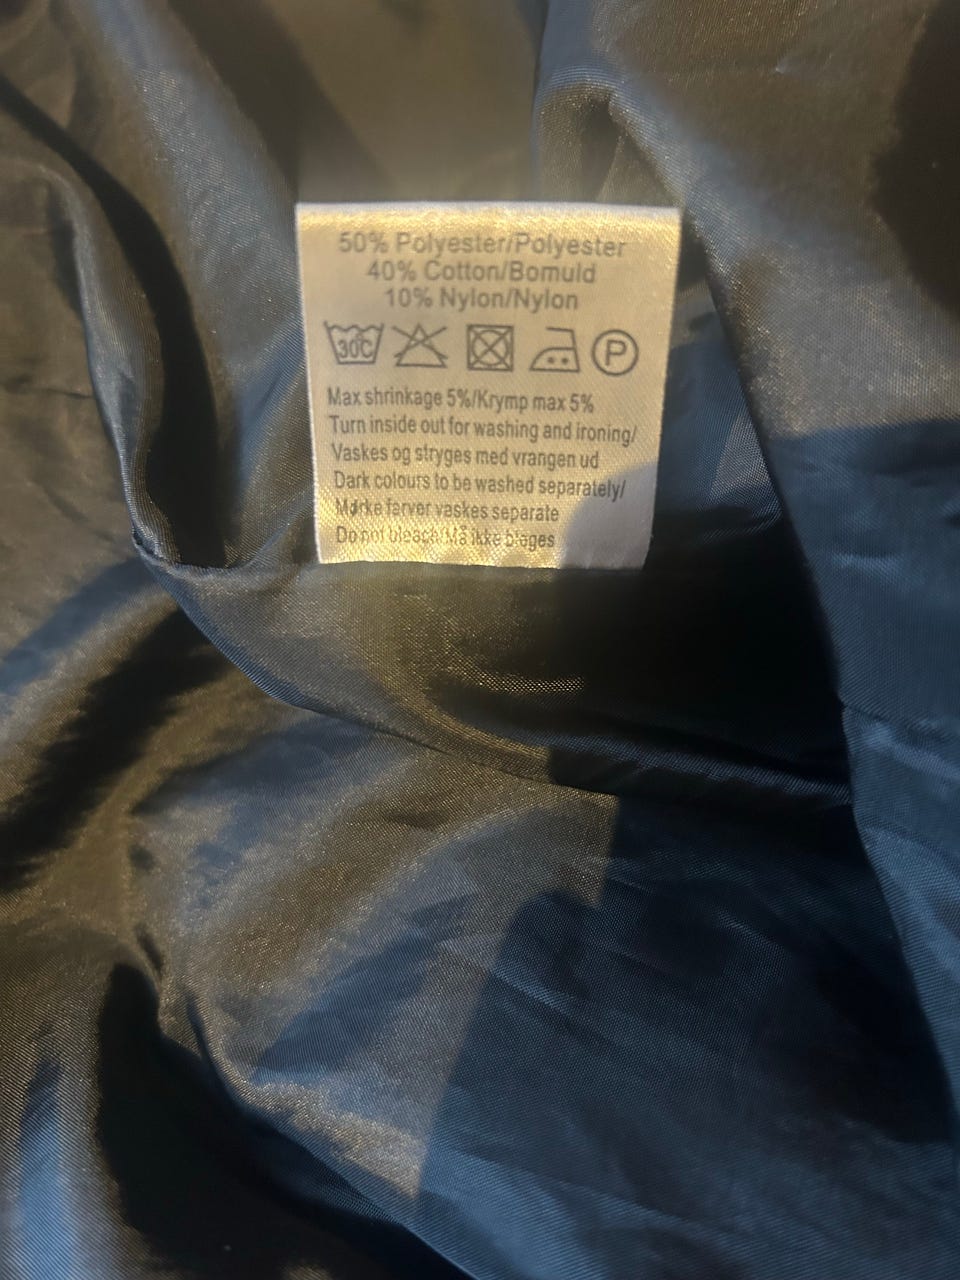 50% Polyester/Polyester
40% Cotton/Bomuld
10% Nylon/Nylon
30C P
Max shrinkage 5%/Krymp max 5%
Turn inside out for washing and ironing/
Vaskes og stryges med vrangen ud
Dark colours to be washed separately/
Mørke farver vaskes separate
Do not bleach/Må ikke bleges